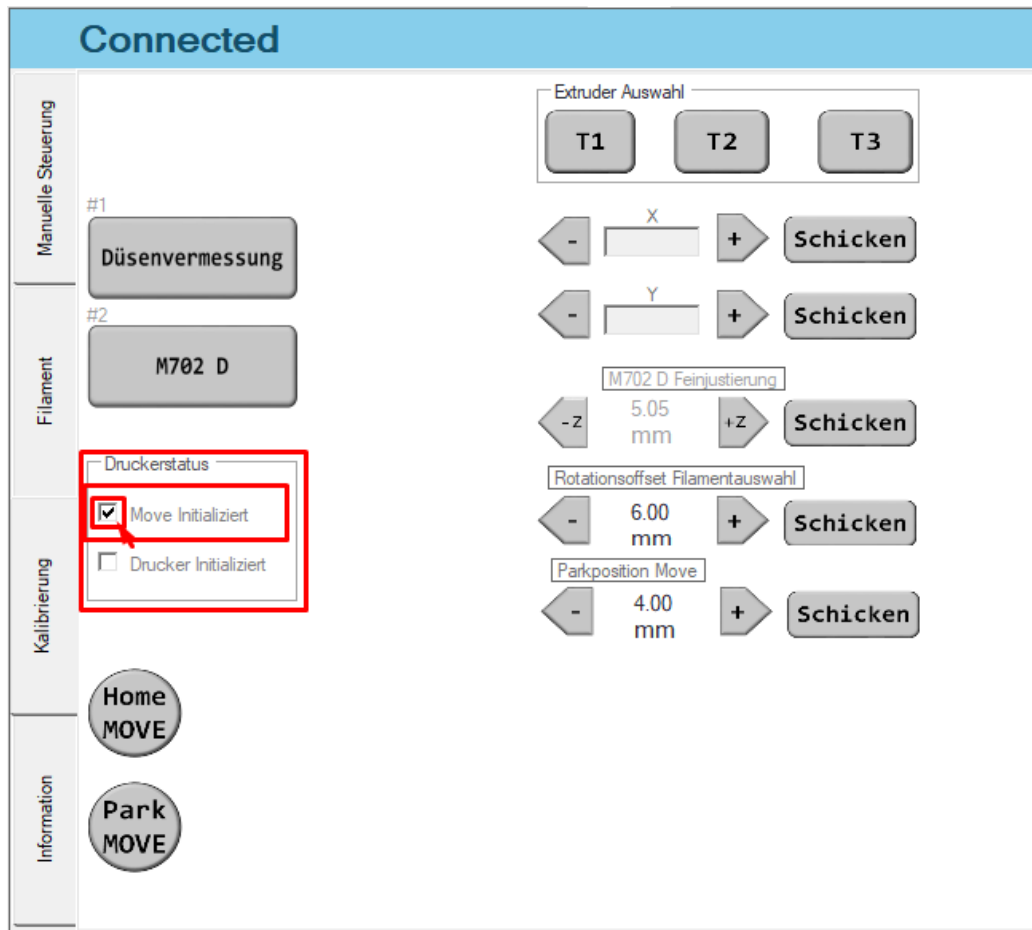 Connected
Manuelle Steuerung
Filament
Kalibrierung
Information
#1
Düsenvermessung
#2
M702 D
Druckerstatus
Move Initializiert
Drucker Initializiert
Home
MOVE
Park
MOVE
Extruder Auswahl
T1 T2 T3
X
- + Schicken
Y
- + Schicken
M702 D Feinjustierung
-Z 5.05 +Z Schicken
mm
Rotationsoffset Filamentauswahl
- 6.00 + Schicken
mm
Parkposition Move
- 4.00 + Schicken
mm